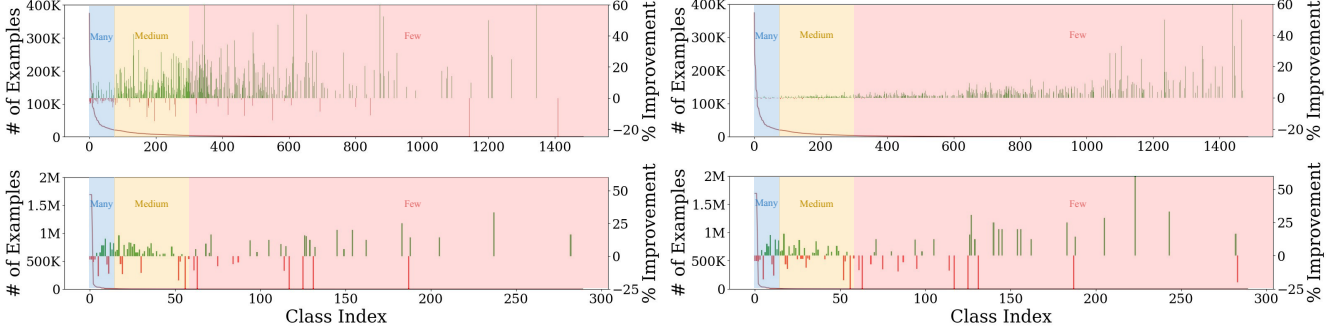 400K
300K
200K
100K
0
# of Examples
Many
Medium
Few
60
40
20
0
−20
% Improvement
0
200
400
600
800
1000
1200
1400
400K
300K
200K
100K
0
# of Examples
Many
Medium
Few
60
40
20
0
−20
% Improvement
0
200
400
600
800
1000
1200
1400
2M
1.5M
1M
500K
0
# of Examples
Many
Medium
Few
50
25
0
−25
% Improvement
0
50
100
150
200
250
300
Class Index
2M
1.5M
1M
500K
0
# of Examples
Many
Medium
Few
50
25
0
−25
% Improvement
0
50
100
150
200
250
300
Class Index